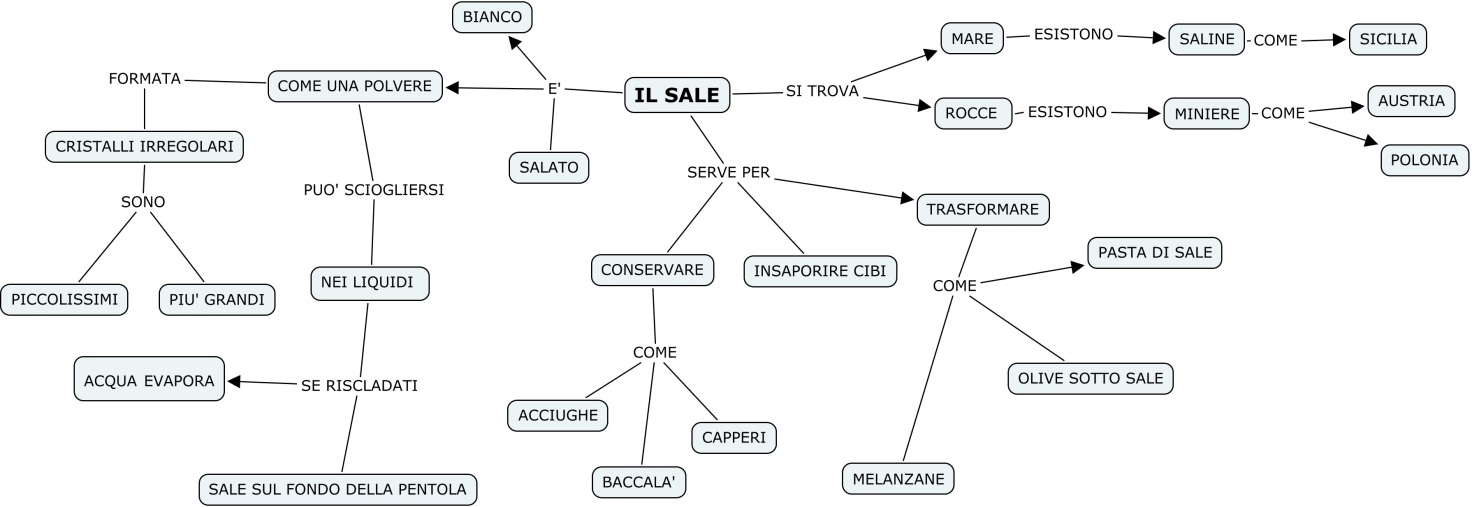 BIANCO
MARE
ESISTONO
SALINE
COME
SICILIA
FORMATA
COME UNA POLVERE
E'
IL SALE
SI TROVA
ROCCE
ESISTONO
MINIERE
COME
AUSTRIA
POLONIA
CRISTALLI IRREGOLARI
SALATO
SERVE PER
PUO' SCIOGLIERSI
SONO
TRASFORMARE
PICCOLISSIMI
PIU' GRANDI
NEI LIQUIDI
CONSERVARE
INSAPORIRE CIBI
PASTA DI SALE
COME
COME
ACQUA EVAPORA
SE RISCLADATI
OLIVE SOTTO SALE
ACCIUGHE
CAPPERI
BACCALA'
MELANZANE
SALE SUL FONDO DELLA PENTOLA